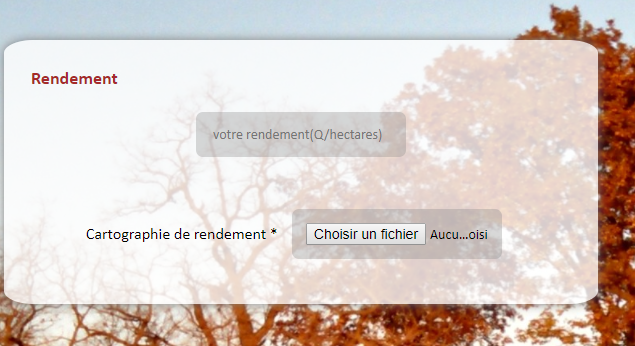 Rendement
votre rendement(Q/hectares)
Cartographie de rendement * Choisir un fichier Aucu...oisi